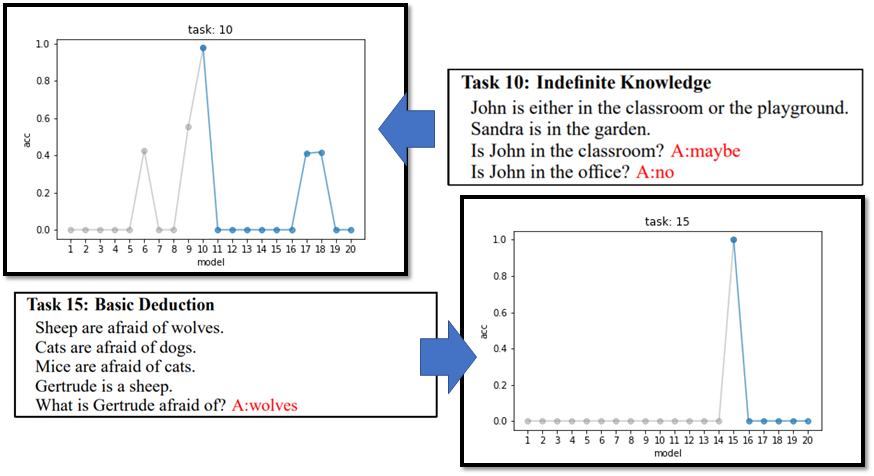 task: 10
1.0
0.8
0.6
0.4
0.2
0.0
acc
1 2 3 4 5 6 7 8 9 10 11 12 13 14 15 16 17 18 19 20
model
Task 10: Indefinite Knowledge
John is either in the classroom or the playground.
Sandra is in the garden.
Is John in the classroom? A:maybe
Is John in the office? A:no
Task 15: Basic Deduction
Sheep are afraid of wolves.
Cats are afraid of dogs.
Mice are afraid of cats.
Gertrude is a sheep.
What is Gertrude afraid of? A:wolves
task: 15
1.0
0.8
0.6
0.4
0.2
0.0
acc
1 2 3 4 5 6 7 8 9 10 11 12 13 14 15 16 17 18 19 20
model